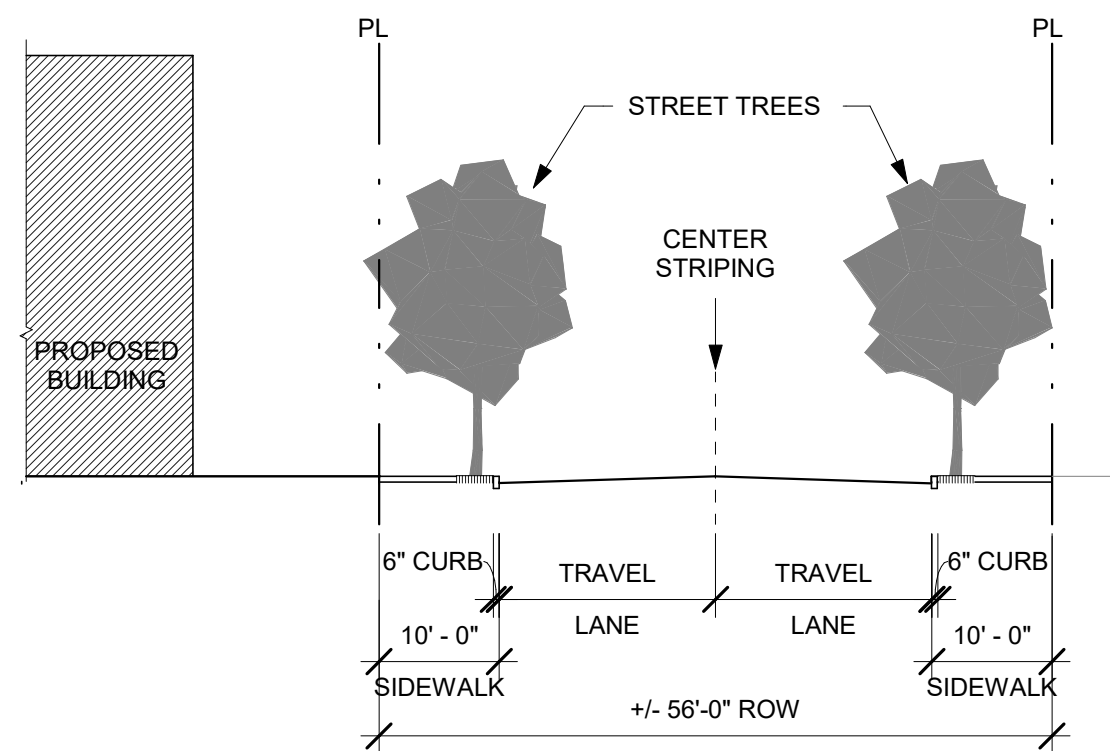 PL
PL
STREET TREES
CENTER
STRIPING
PROPOSED
BUILDING
6" CURB
TRAVEL
LANE
TRAVEL
LANE
6" CURB
10' - 0"
SIDEWALK
10' - 0"
SIDEWALK
+/- 56'-0" ROW